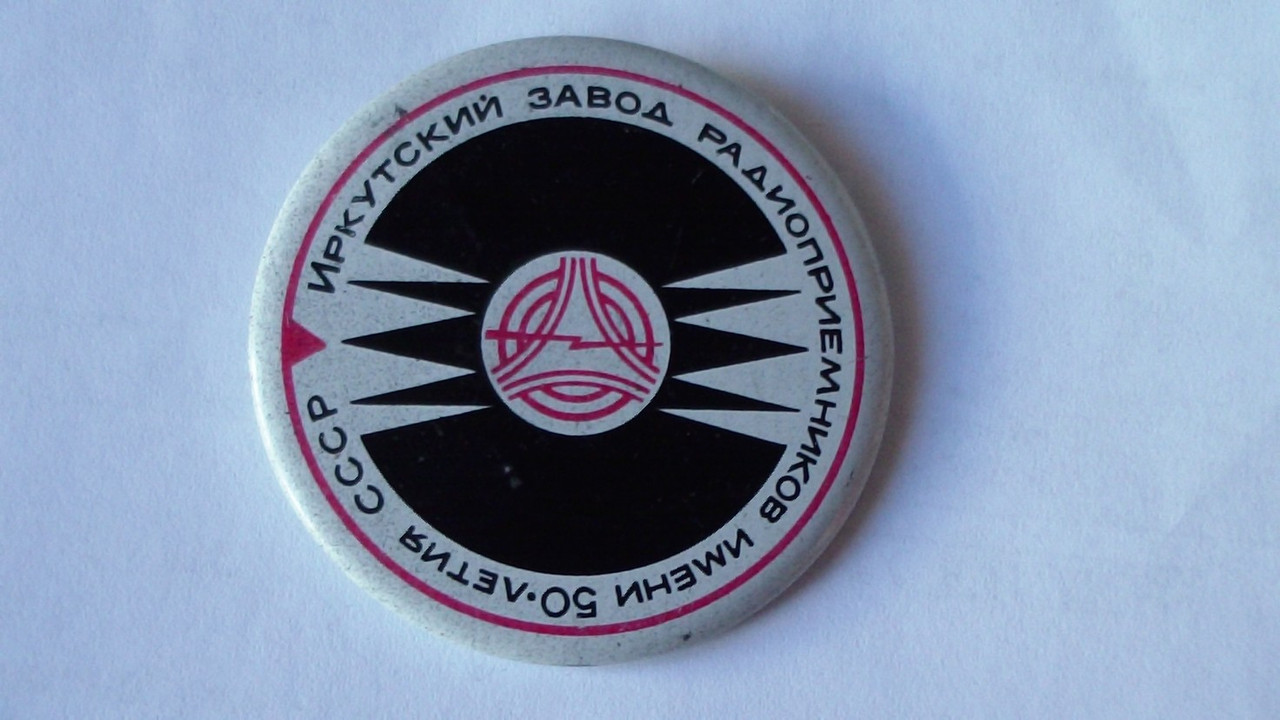 ИРКУТСКИЙ ЗАВОД РАДИОПРИЕМНИКОВ ИМЕНИ 50·ЛЕТИЯ СССР